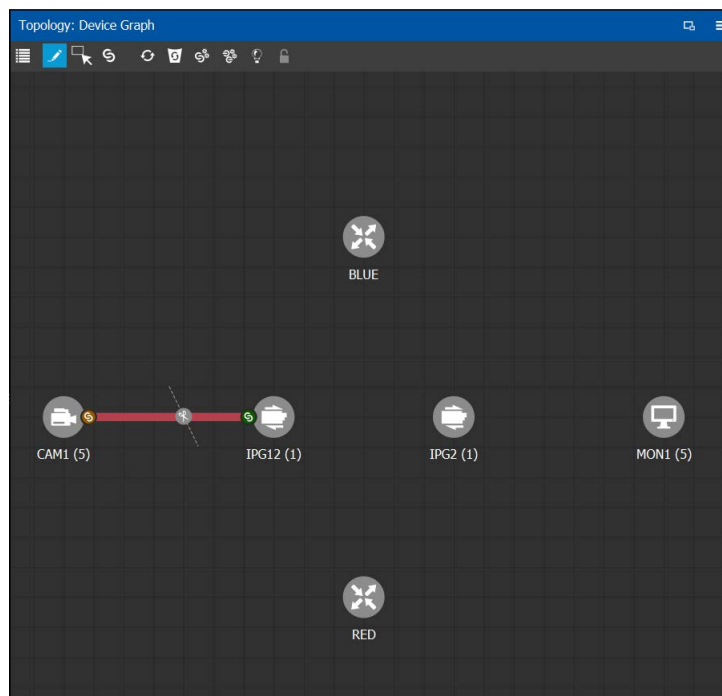 Topology: Device Graph
BLUE
CAM1 (5)
IPG12 (1)
IPG2 (1)
MON1 (5)
RED